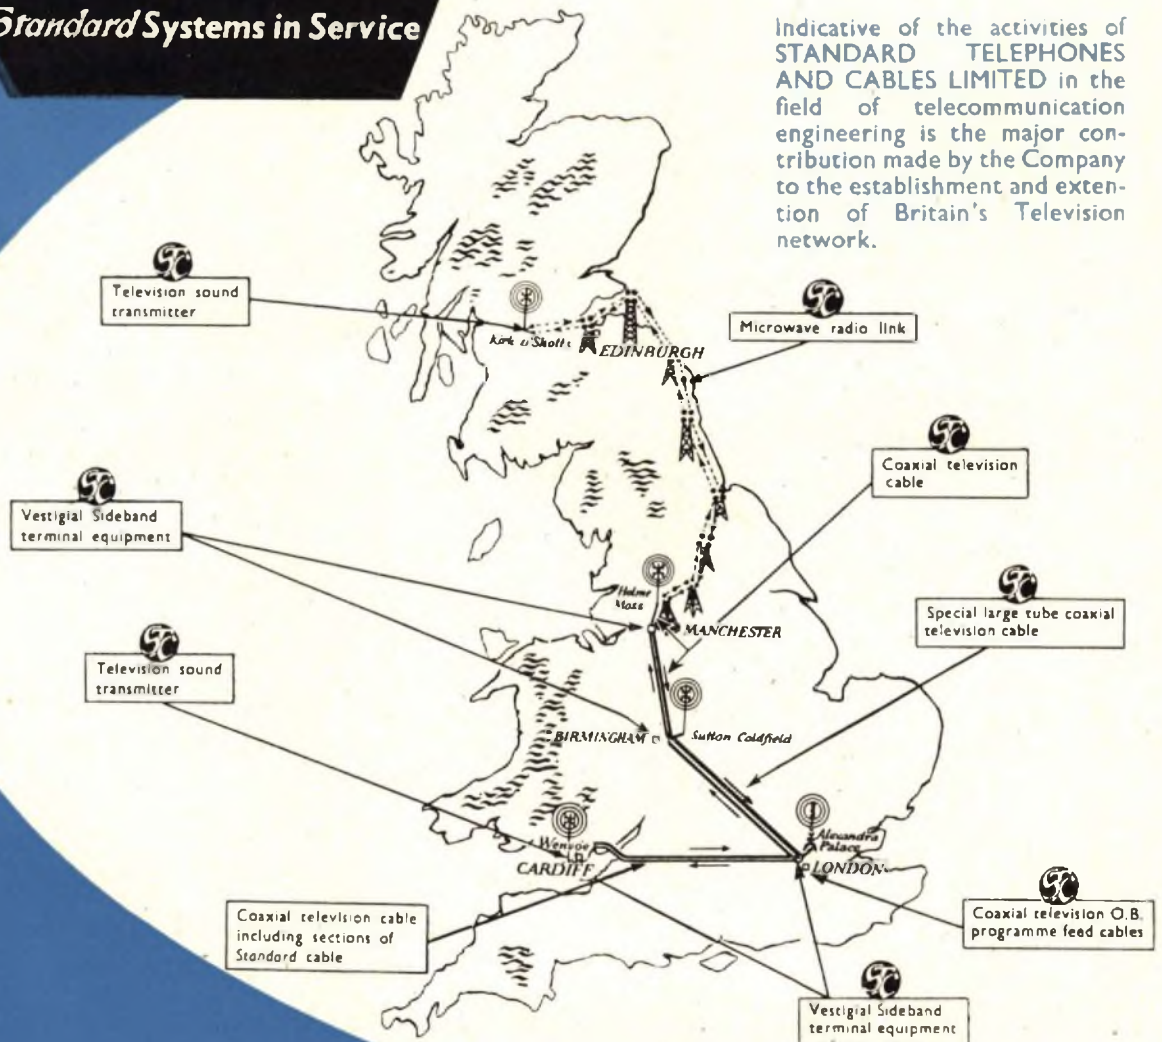 Standard Systems in Service
Indicative of the activities of
STANDARD TELEPHONES
AND CABLES LIMITED in the
field of telecommunication
engineering is the major con-
tribution made by the Company
to the establishment and exten-
tion of Britain's Television
network.
Television sound
transmitter
Microwave radio link
Kirk o Shotts
EDINBURGH
Coaxial television
cable
Vestigial Sideband
terminal equipment
Holme
Moss
MANCHESTER
Special large tube coaxial
television cable
Television sound
transmitter
BIRMINGHAM
Sutton Coldfield
Wenvoe
CARDIFF
Alexandra
Palace
LONDON
Coaxial television cable
including sections of
Standard cable
Coaxial television O.B.
programme feed cables
Vestigial Sideband
terminal equipment